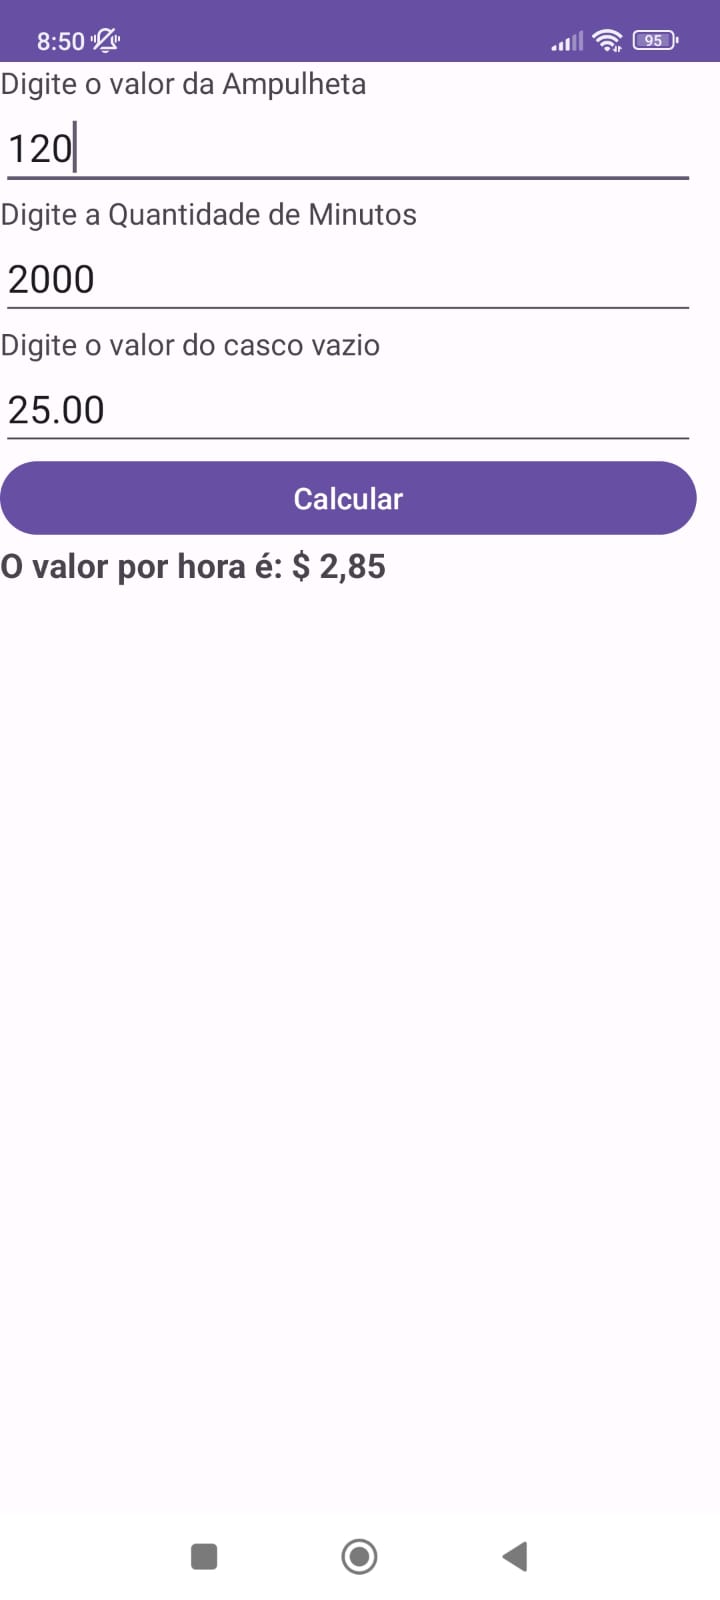 8:50
95
Digite o valor da Ampulheta
120
Digite a Quantidade de Minutos
2000
Digite o valor do casco vazio
25.00
Calcular
O valor por hora é: $ 2,85